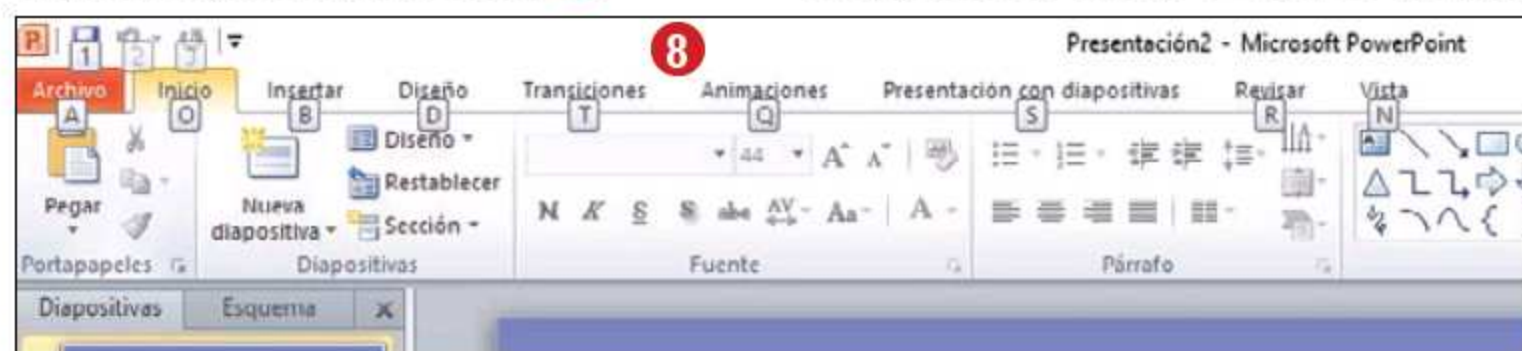 P 1 2 3
8
Presentación2 - Microsoft PowerPoint
Archivo Inicio Insertar Diseño Transiciones Animaciones Presentación con diapositivas Revisar Vista
A O B D T Q S R N
Diseño
44 A A
Restablecer
Pegar Nueva diapositiva Sección
N K S S abc AV Aa A
Portapapeles Diapositivas Fuente Párrafo
Diapositivas Esquema